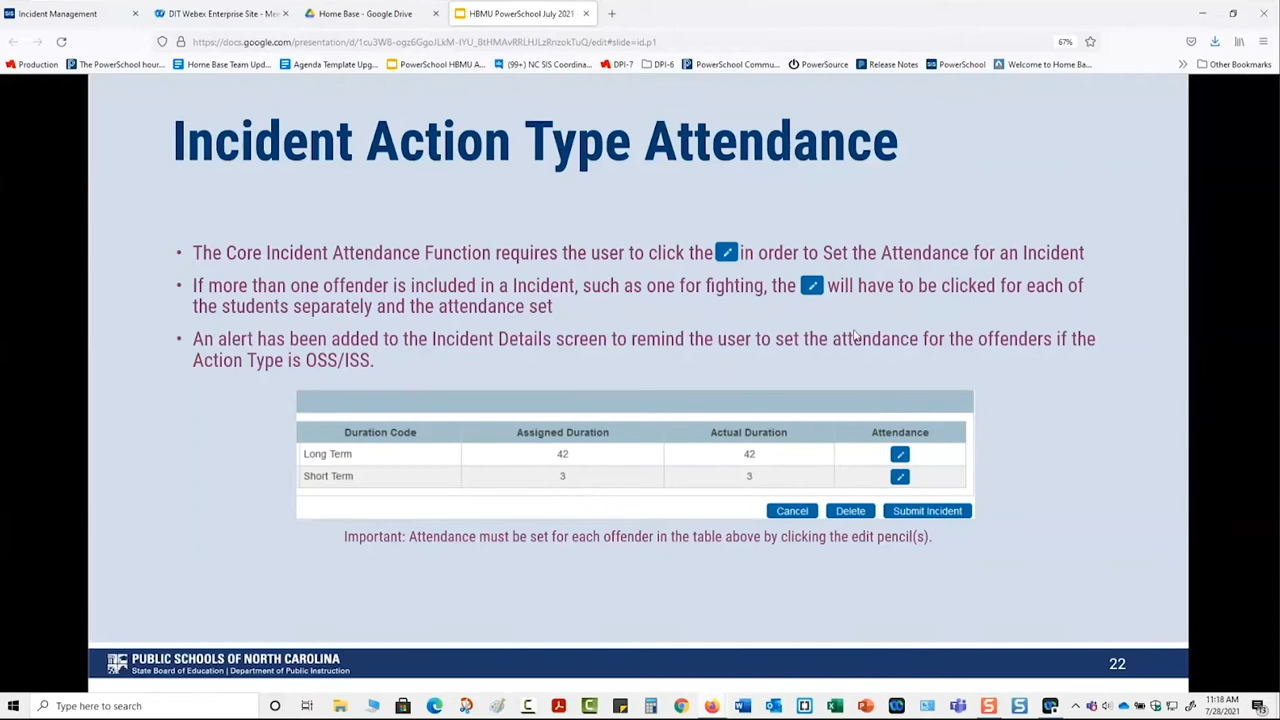 Incident Management
DIT Webex Enterprise Site - Me
Home Base - Google Drive
HBMU PowerSchool July 2021
Production
The PowerSchool hour...
Home Base Team Upd...
Agenda Template Upg...
PowerSchool HBMU A...
(99+) NC SIS Coordina...
DPI-7
DPI-6
PowerSchool Commu...
PowerSource
Release Notes
PowerSchool
Welcome to Home Ba...
Other Bookmarks
67%
Incident Action Type Attendance
• The Core Incident Attendance Function requires the user to click the in order to Set the Attendance for an Incident
• If more than one offender is included in a Incident, such as one for fighting, the will have to be clicked for each of
the students separately and the attendance set
• An alert has been added to the Incident Details screen to remind the user to set the attendance for the offenders if the
Action Type is OSS/ISS.
Duration Code Assigned Duration Actual Duration Attendance
Long Term 42 42
Short Term 3 3
Cancel Delete Submit Incident
Important: Attendance must be set for each offender in the table above by clicking the edit pencil(s).
PUBLIC SCHOOLS OF NORTH CAROLINA
State Board of Education | Department of Public Instruction
22
Type here to search
11:18 AM
7/28/2021